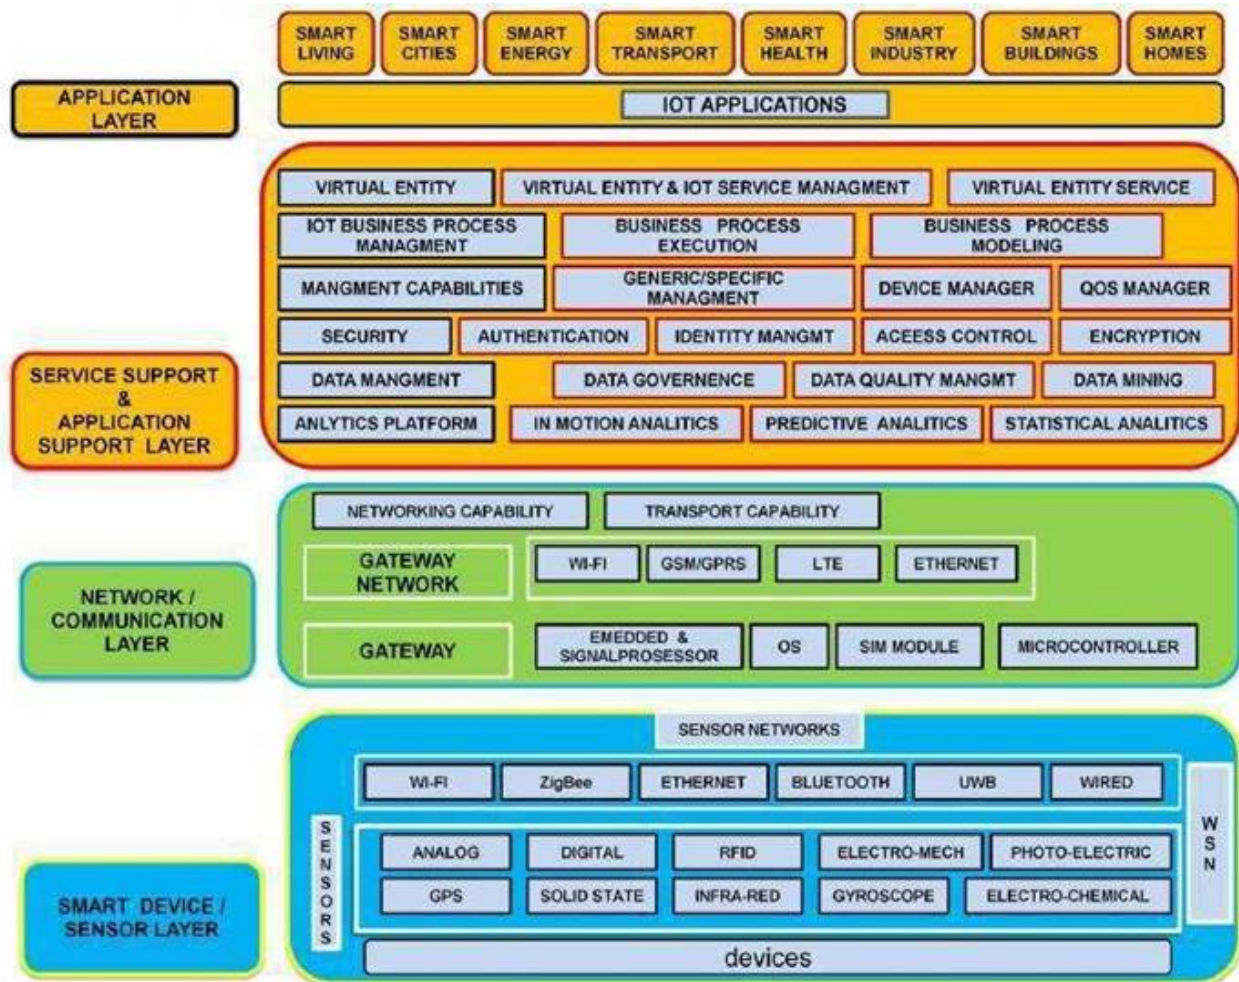 SMART LIVING
SMART CITIES
SMART ENERGY
SMART TRANSPORT
SMART HEALTH
SMART INDUSTRY
SMART BUILDINGS
SMART HOMES
APPLICATION
LAYER
IOT APPLICATIONS
VIRTUAL ENTITY
VIRTUAL ENTITY & IOT SERVICE MANAGMENT
VIRTUAL ENTITY SERVICE
IOT BUSINESS PROCESS
MANAGMENT
BUSINESS PROCESS
EXECUTION
BUSINESS PROCESS
MODELING
MANGMENT CAPABILITIES
GENERIC/SPECIFIC
MANAGMENT
DEVICE MANAGER
QOS MANAGER
SECURITY
AUTHENTICATION
IDENTITY MANGMT
ACEESS CONTROL
ENCRYPTION
SERVICE SUPPORT
&
APPLICATION
SUPPORT LAYER
DATA MANGMENT
DATA GOVERNENCE
DATA QUALITY MANGMT
DATA MINING
ANLYTICS PLATFORM
IN MOTION ANALITICS
PREDICTIVE ANALITICS
STATISTICAL ANALITICS
NETWORKING CAPABILITY
TRANSPORT CAPABILITY
GATEWAY
NETWORK
WI-FI
GSM/GPRS
LTE
ETHERNET
NETWORK /
COMMUNICATION
LAYER
GATEWAY
EMEDDED &
SIGNALPROSESSOR
OS
SIM MODULE
MICROCONTROLLER
SENSOR NETWORKS
WI-FI
ZigBee
ETHERNET
BLUETOOTH
UWB
WIRED
SENSORS
WSN
ANALOG
DIGITAL
RFID
ELECTRO-MECH
PHOTO-ELECTRIC
GPS
SOLID STATE
INFRA-RED
GYROSCOPE
ELECTRO-CHEMICAL
SMART DEVICE /
SENSOR LAYER
devices